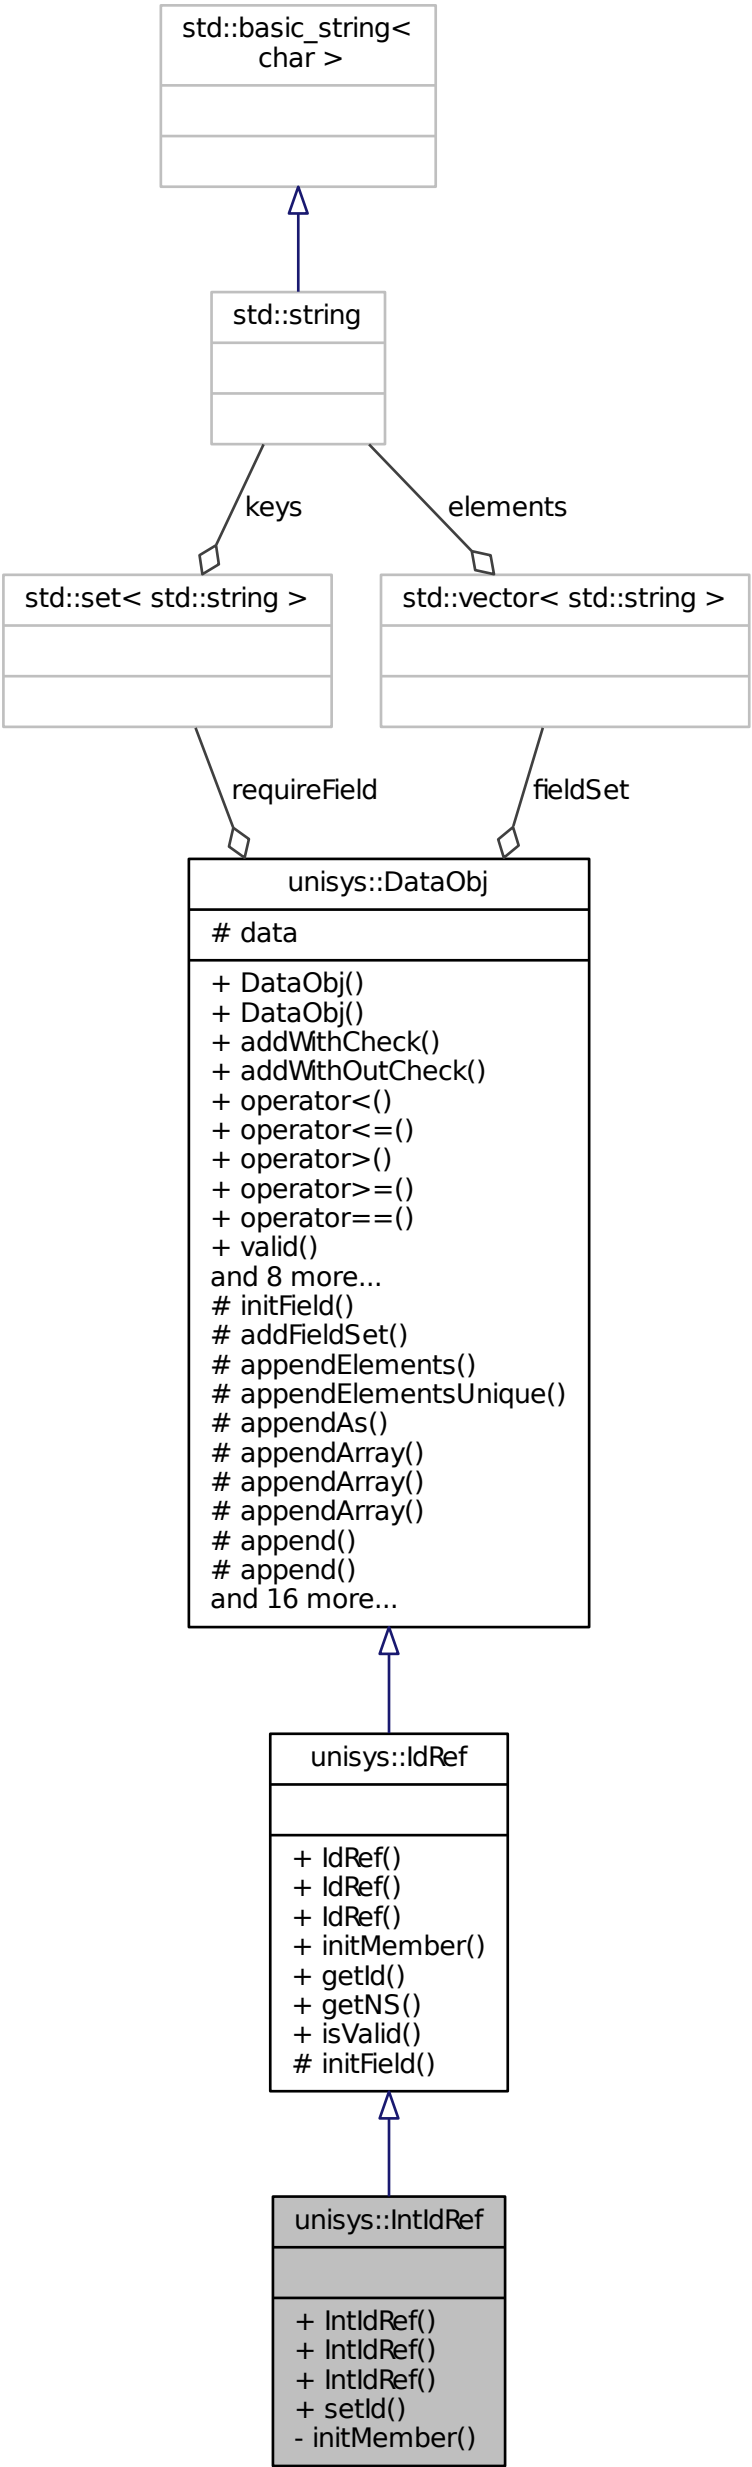 std::basic_string<
char >
std::string
keys
elements
std::set< std::string >
std::vector< std::string >
requireField
fieldSet
unisys::DataObj
# data
+ DataObj()
+ DataObj()
+ addWithCheck()
+ addWithOutCheck()
+ operator<()
+ operator<=()
+ operator>()
+ operator>=()
+ operator==()
+ valid()
and 8 more...
# initField()
# addFieldSet()
# appendElements()
# appendElementsUnique()
# appendAs()
# appendArray()
# appendArray()
# appendArray()
# append()
# append()
and 16 more...
unisys::IdRef
+ IdRef()
+ IdRef()
+ IdRef()
+ initMember()
+ getId()
+ getNS()
+ isValid()
# initField()
unisys::IntIdRef
+ IntIdRef()
+ IntIdRef()
+ IntIdRef()
+ setId()
- initMember()